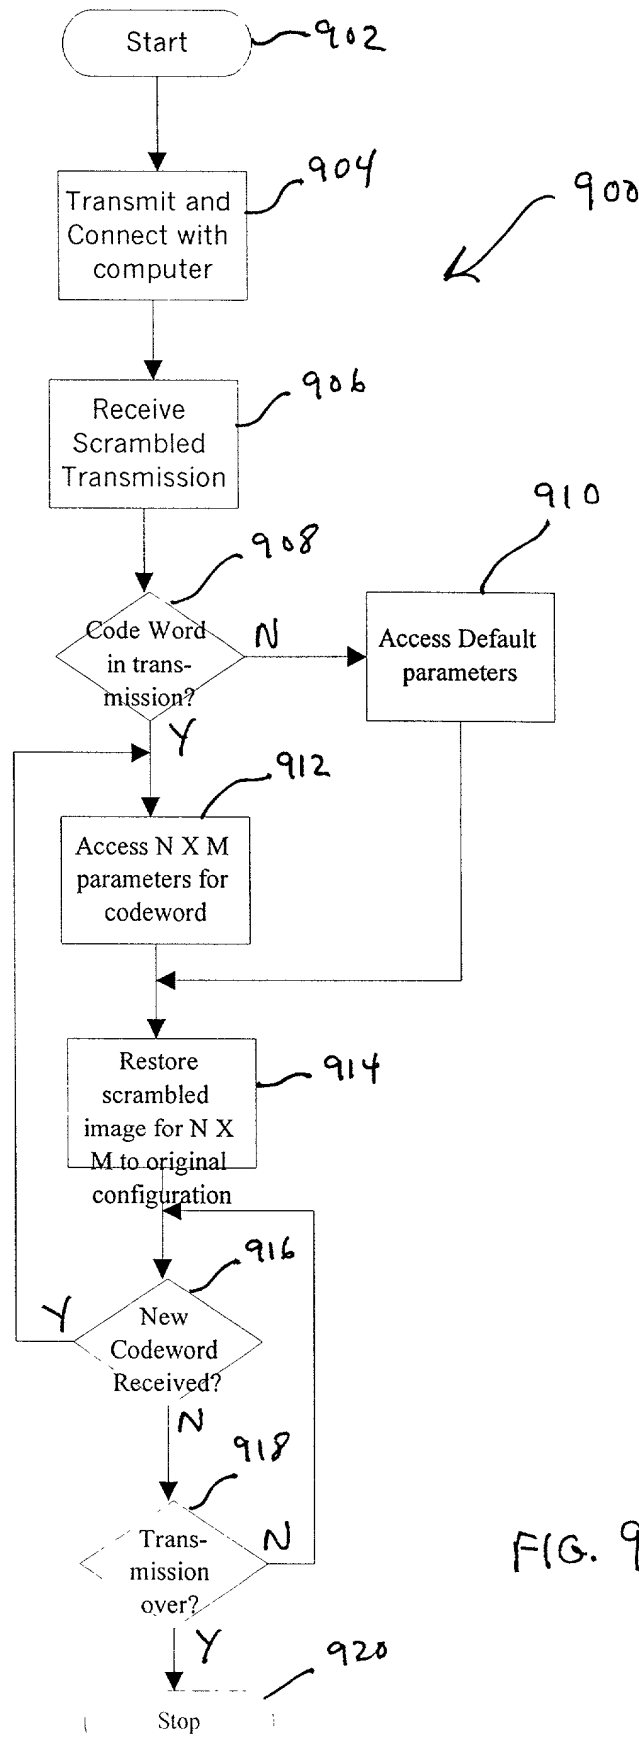 Start
902
Transmit and
Connect with
computer
904
900
Receive
Scrambled
Transmission
906
Code Word
in trans-
mission?
908
N
Y
Access Default
parameters
910
Access N X M
parameters for
codeword
912
Restore
scrambled
image for N X
M to original
configuration
914
New
Codeword
Received?
916
Y
N
Trans-
mission
over?
918
N
Y
Stop
920
FIG. 9